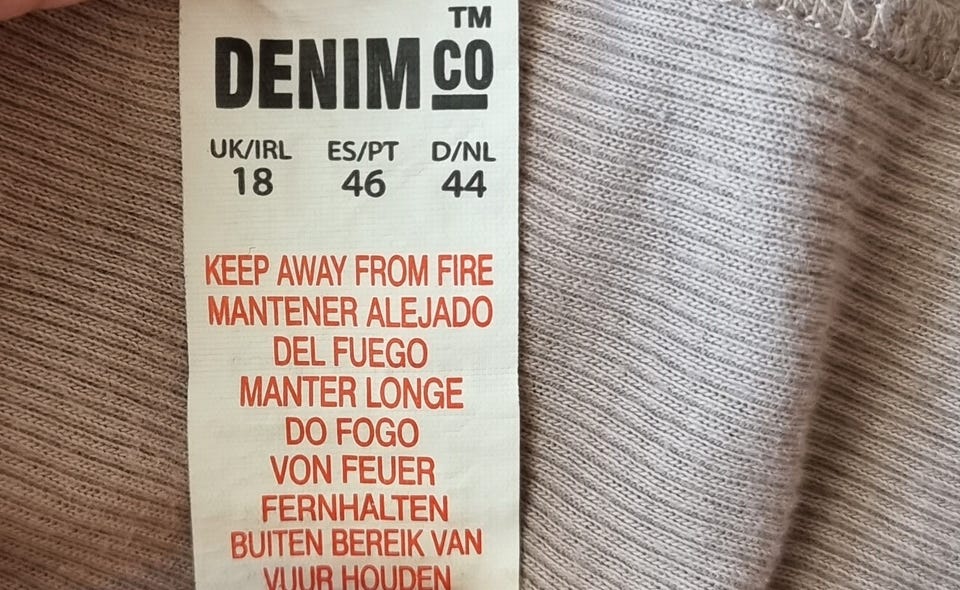 DENIM CO TM
UK/IRL ES/PT D/NL
18 46 44
KEEP AWAY FROM FIRE
MANTENER ALEJADO
DEL FUEGO
MANTER LONGE
DO FOGO
VON FEUER
FERNHALTEN
BUITEN BEREIK VAN
VUUR HOUDEN